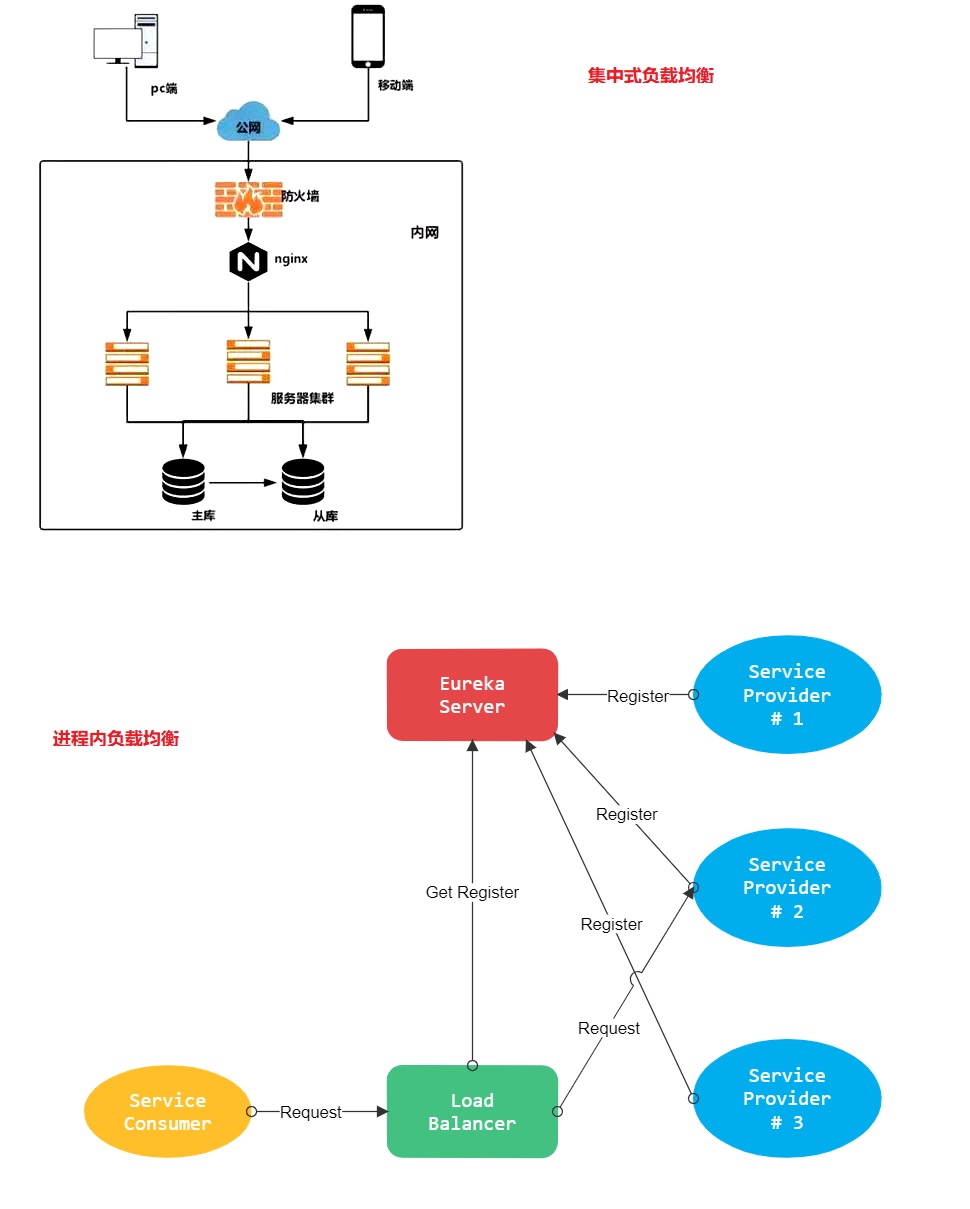 pc端
移动端
集中式负载均衡
公网
防火墙
内网
N
nginx
服务器集群
主库
从库
进程内负载均衡
Eureka
Server
Register
Service
Provider
# 1
Register
Service
Provider
# 2
Get Register
Register
Request
Service
Consumer
Request
Load
Balancer
Service
Provider
# 3